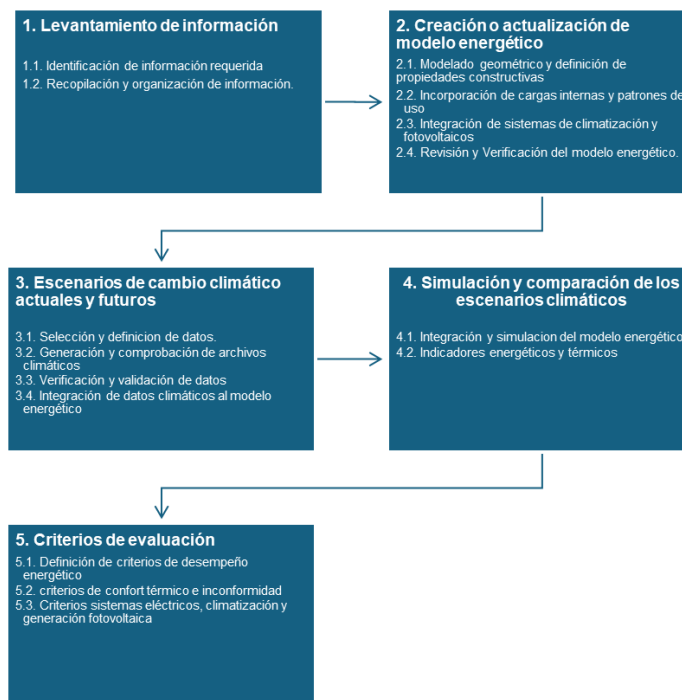 1. Levantamiento de información
1.1. Identificación de información requerida
1.2. Recopilación y organización de información.
2. Creación o actualización de
modelo energético
2.1. Modelado geométrico y definición de
propiedades constructivas
2.2. Incorporación de cargas internas y patrones de
uso
2.3. Integración de sistemas de climatización y
fotovoltaicos
2.4. Revisión y Verificación del modelo energético.
3. Escenarios de cambio climático
actuales y futuros
3.1. Selección y definicion de datos.
3.2. Generación y comprobación de archivos
climáticos
3.3. Verificación y validación de datos
3.4. Integración de datos climáticos al modelo
energético
4. Simulación y comparación de los
escenarios climáticos
4.1. Integración y simulacion del modelo energético
4.2. Indicadores energéticos y térmicos
5. Criterios de evaluación
5.1. Definición de criterios de desempeño
energético
5.2. criterios de confort térmico e inconformidad
5.3. Criterios sistemas eléctricos, climatización y
generación fotovoltaica